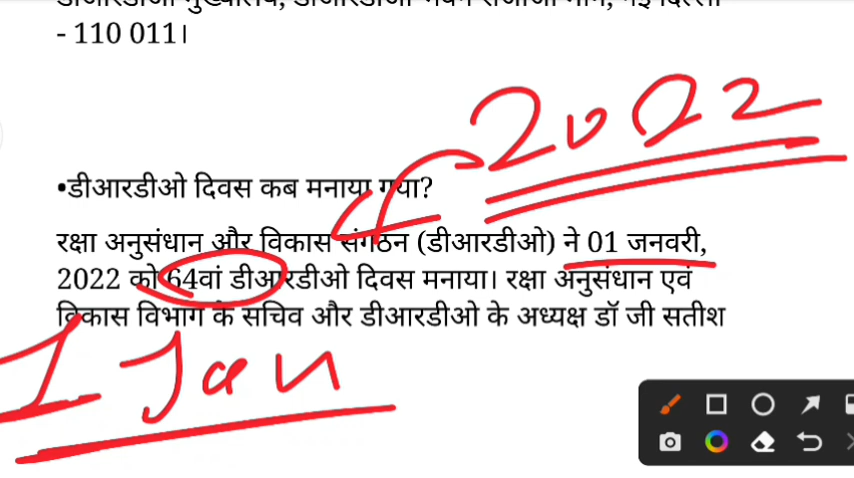 - 110 011।
2022
•डीआरडीओ दिवस कब मनाया गया?
रक्षा अनुसंधान और विकास संगठन (डीआरडीओ) ने 01 जनवरी,
2022 को 64वां डीआरडीओ दिवस मनाया। रक्षा अनुसंधान एवं
विकास विभाग के सचिव और डीआरडीओ के अध्यक्ष डॉ जी सतीश
1 Jan